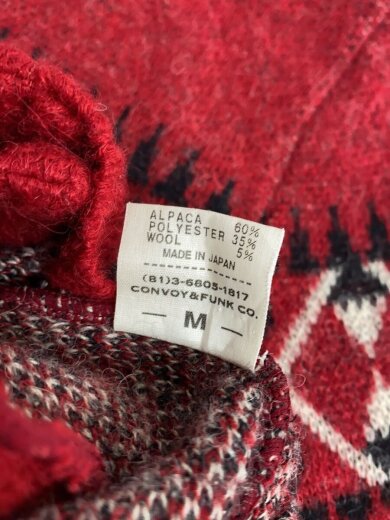 ALPACA 60%
POLYESTER 35%
WOOL 5%
MADE IN JAPAN
(81)3-6805-1817
CONVOY&FUNK CO.
— M —